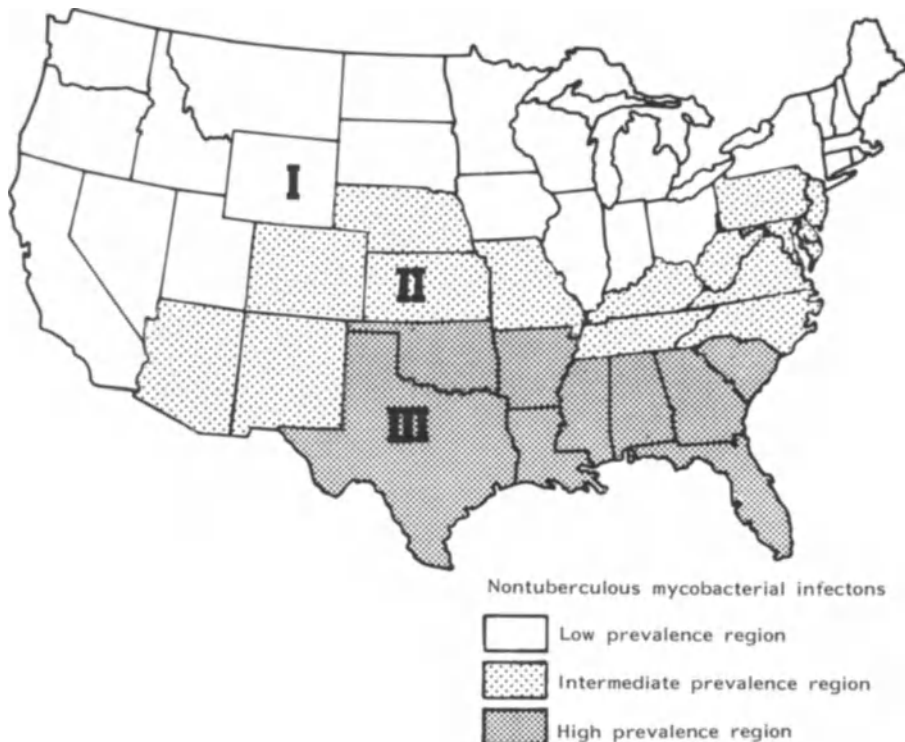 I
II
III
Nontuberculous mycobacterial infectons
Low prevalence region
Intermediate prevalence region
High prevalence region